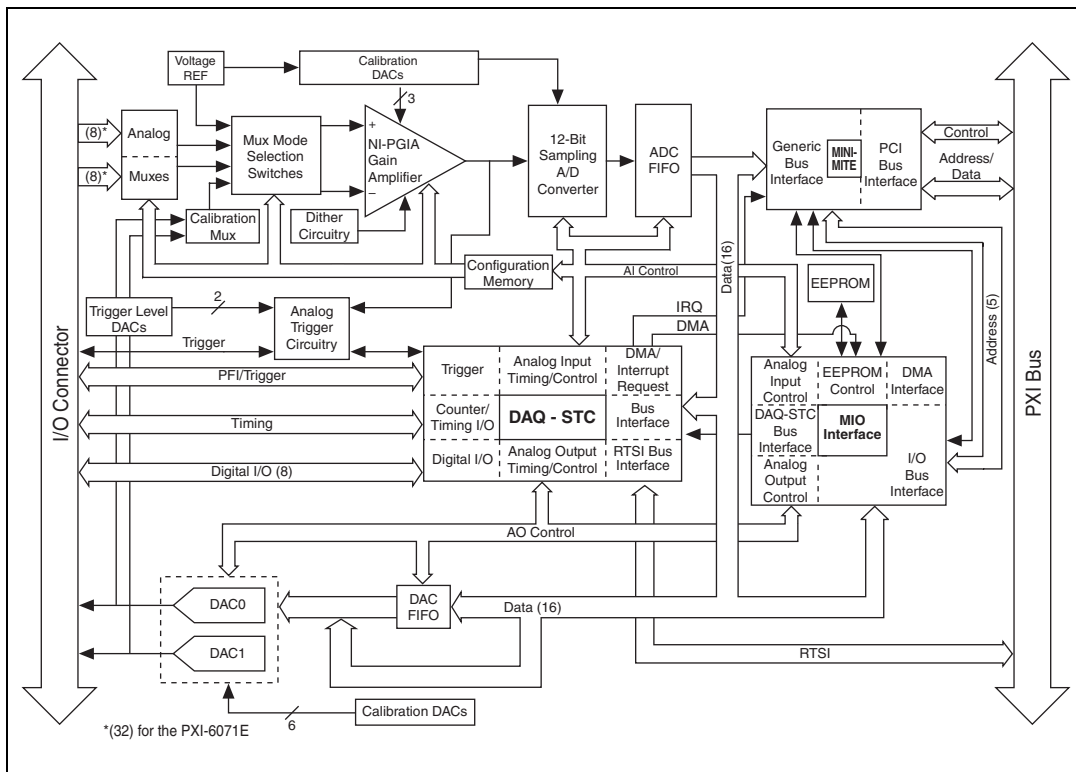 Voltage
REF
Calibration
DACs
3
(8)*
(8)*
Analog
Muxes
Mux Mode
Selection
Switches
+
NI-PGIA
Gain
Amplifier
–
12-Bit
Sampling
A/D
Converter
ADC
FIFO
Generic
Bus
Interface
MINI-
MITE
PCI
Bus
Interface
Control
Address/
Data
Calibration
Mux
Dither
Circuitry
Configuration
Memory
AI Control
Data(16)
EEPROM
Address (5)
Trigger Level
DACs
2
Analog
Trigger
Circuitry
IRQ
DMA
Trigger
PFI/Trigger
Timing
Digital I/O (8)
I/O Connector
PXI Bus
Trigger
Analog Input
Timing/Control
DMA/
Interrupt
Request
Counter/
Timing I/O
DAQ - STC
Bus
Interface
Digital I/O
Analog Output
Timing/Control
RTSI Bus
Interface
Analog
Input
Control
EEPROM
Control
DMA
Interface
DAQ-STC
Bus
Interface
MIO
Interface
Analog
Output
Control
I/O
Bus
Interface
AO Control
DAC0
DAC1
DAC
FIFO
Data (16)
RTSI
6
Calibration DACs
*(32) for the PXI-6071E